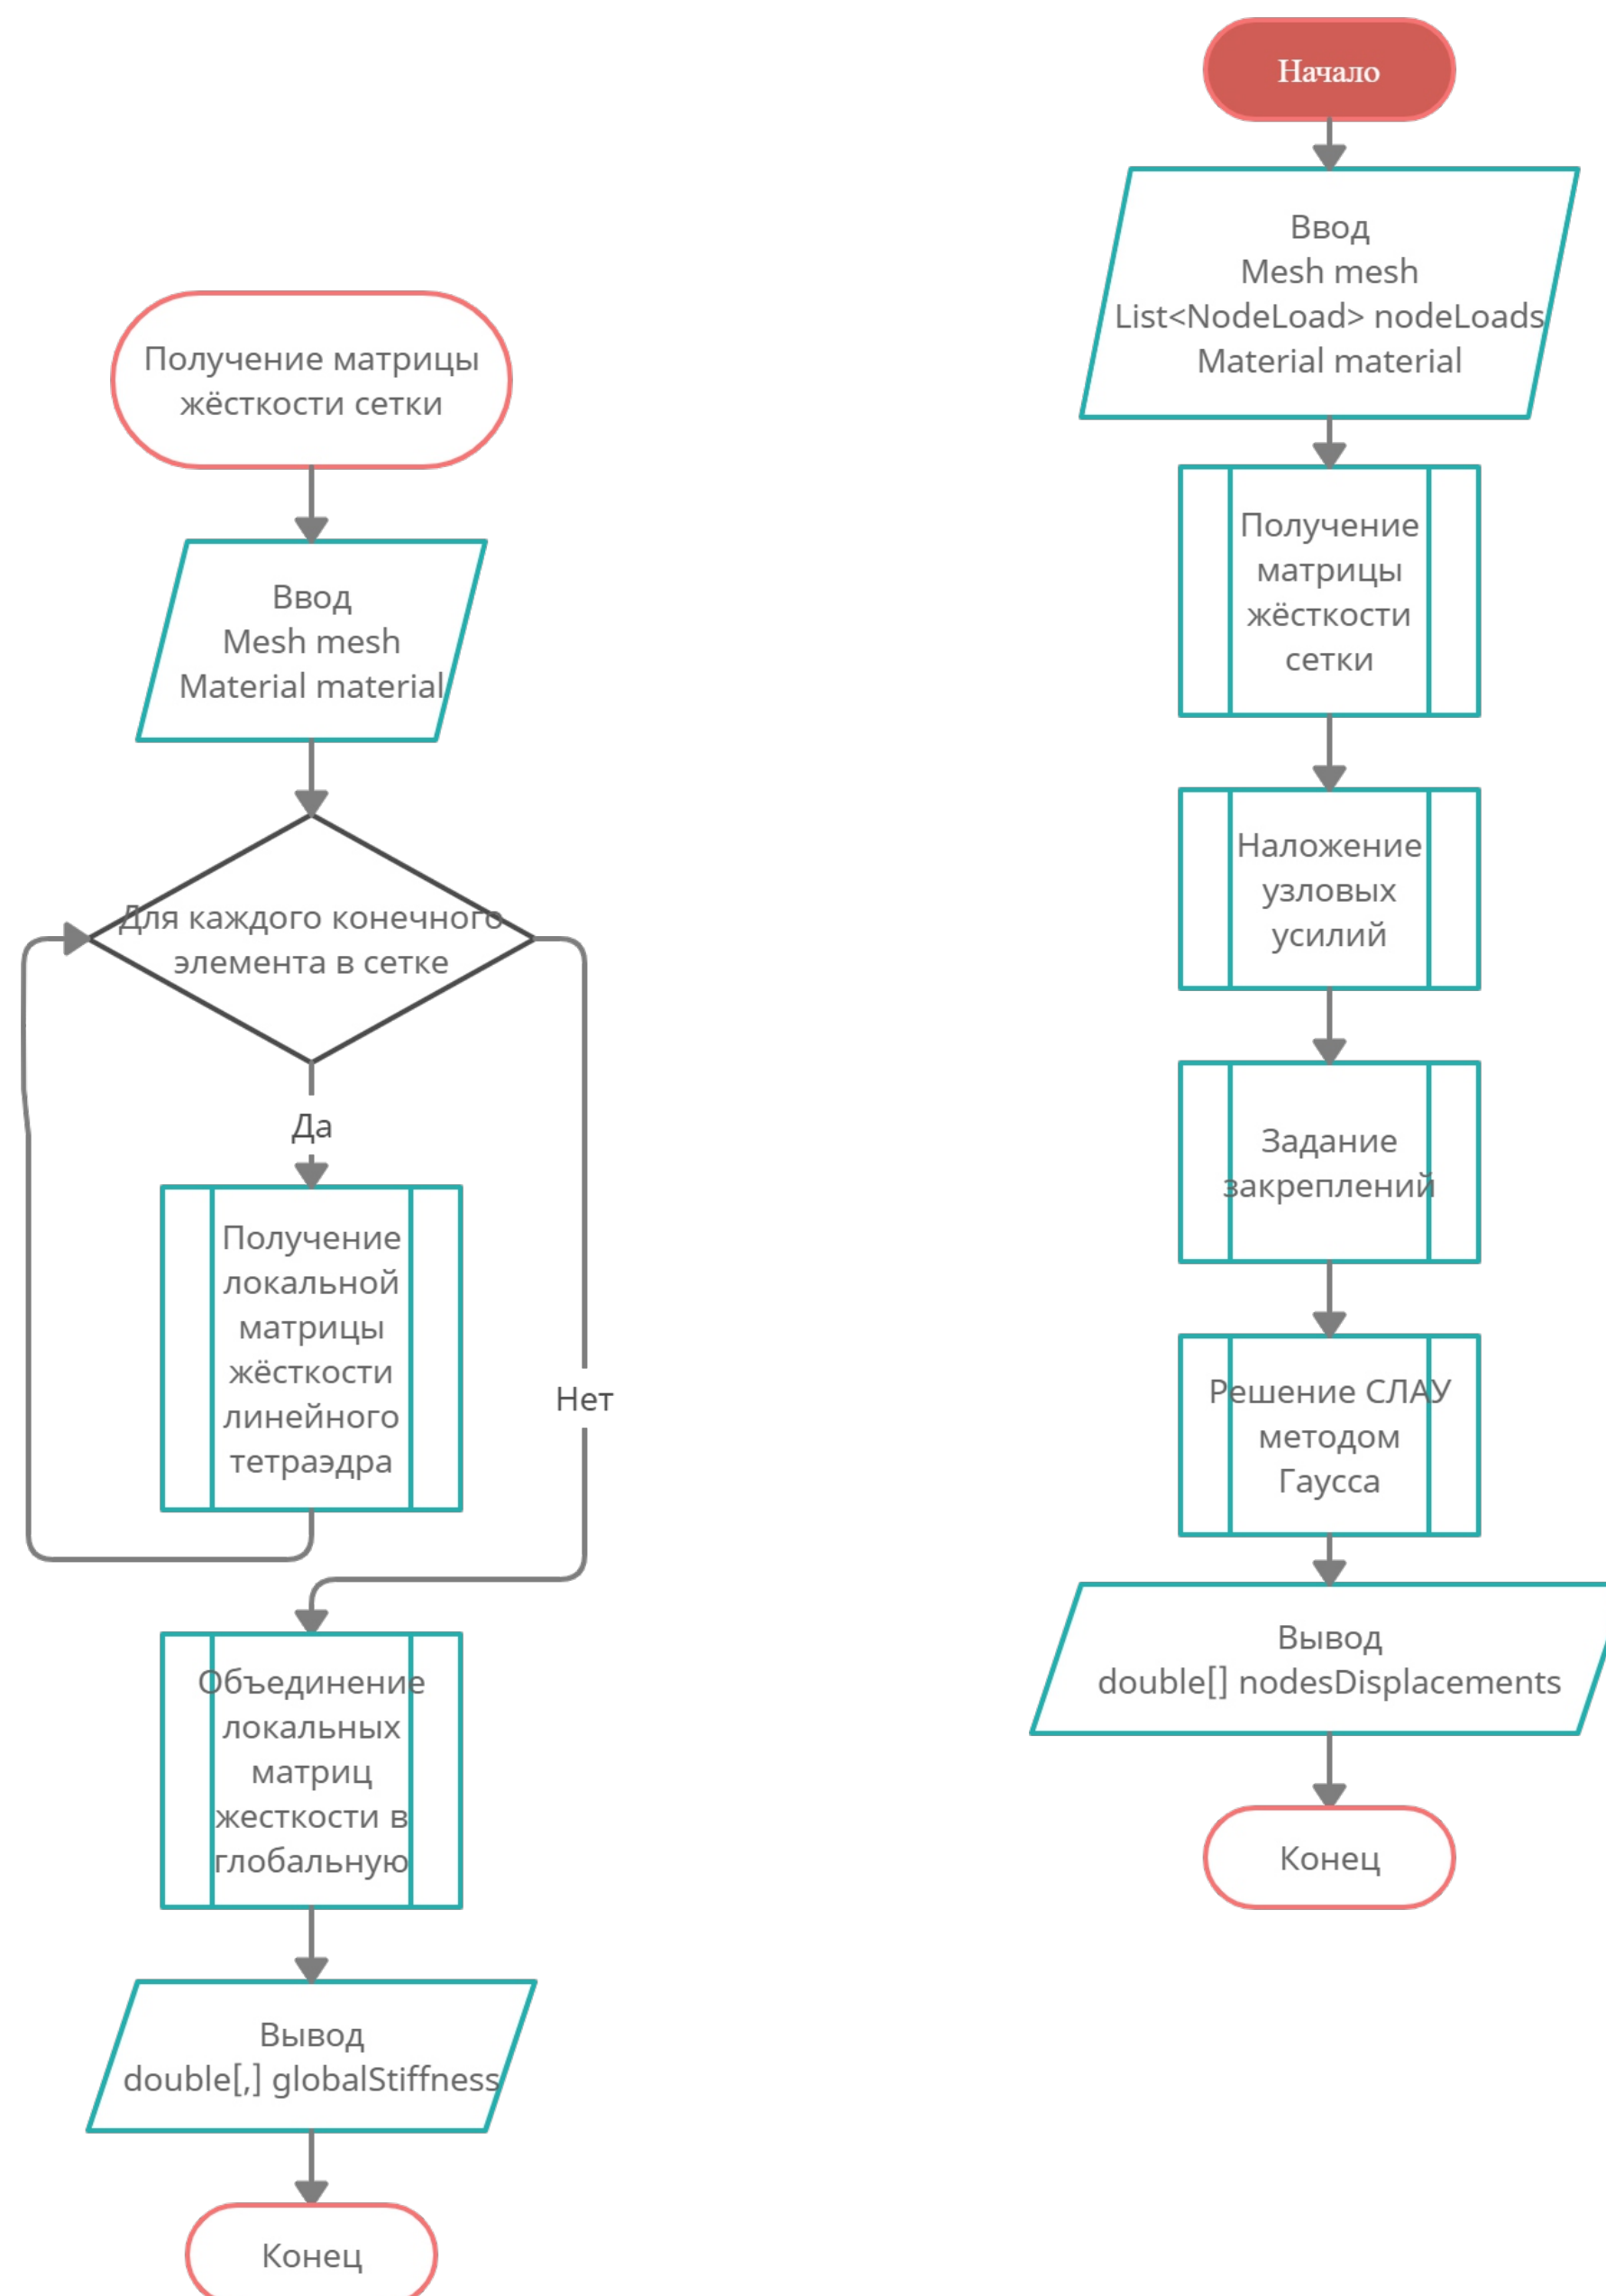 Получение матрицы
жёсткости сетки
Ввод
Mesh mesh
Material material
Для каждого конечного
элемента в сетке
Да
Получение
локальной
матрицы
жёсткости
линейного
тетраэдра
Нет
Объединение
локальных
матриц
жесткости в
глобальную
Вывод
double[,] globalStiffness
Конец
Начало
Ввод
Mesh mesh
List<NodeLoad> nodeLoads
Material material
Получение
матрицы
жёсткости
сетки
Наложение
узловых
усилий
Задание
закреплений
Решение СЛАУ
методом
Гаусса
Вывод
double[] nodesDisplacements
Конец